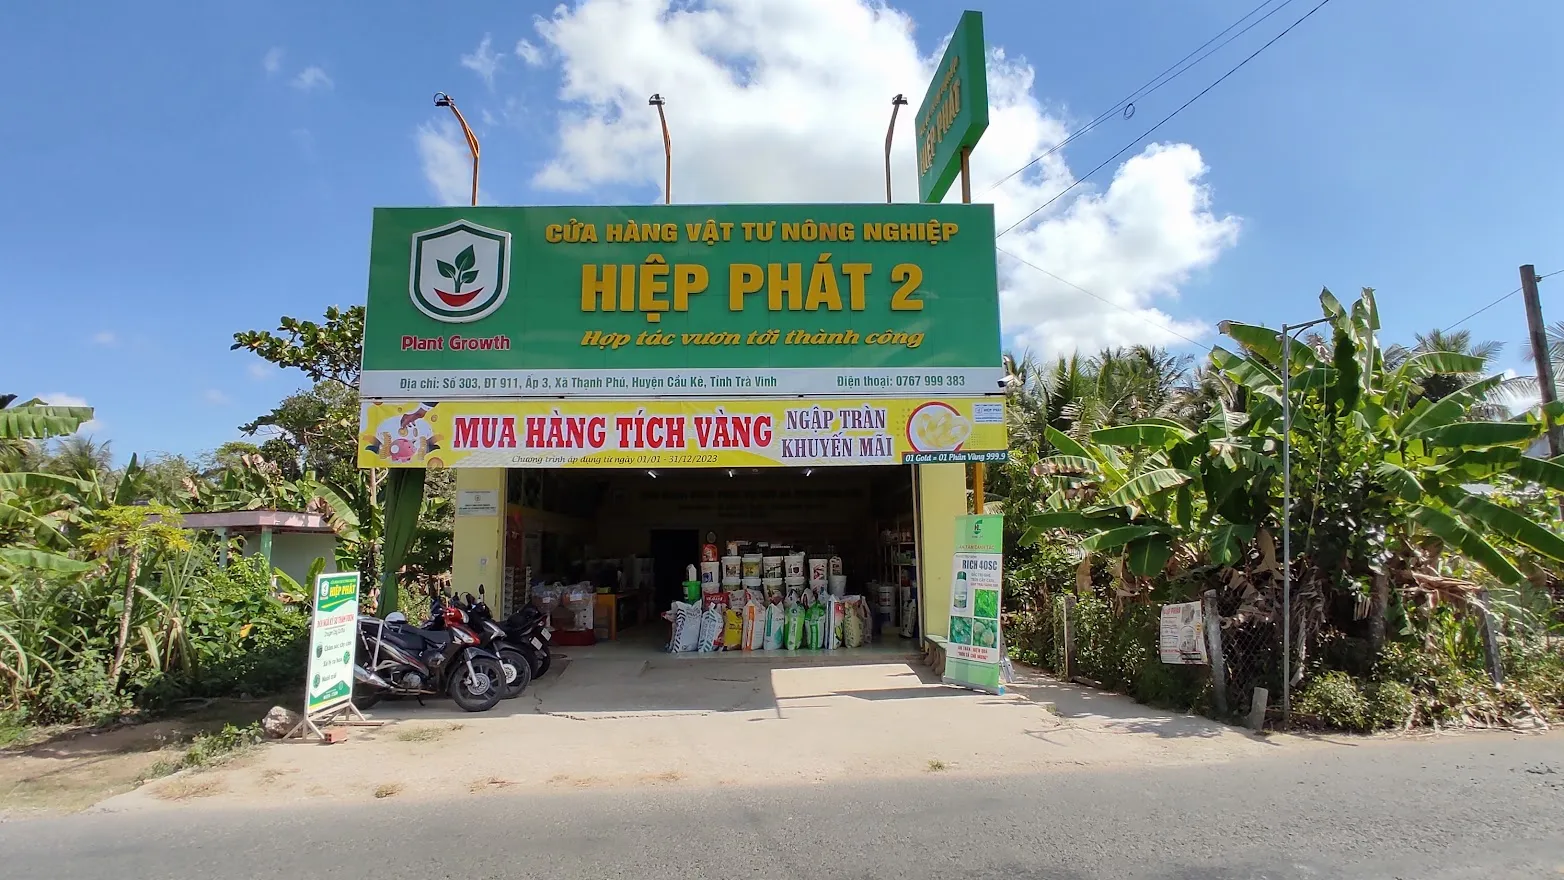 HIỆP PHÁT
CỬA HÀNG VẬT TƯ NÔNG NGHIỆP
HIỆP PHÁT 2
Hợp tác vươn tới thành công
Plant Growth
Địa chỉ: Số 303, ĐT 911, Ấp 3, Xã Thạnh Phú, Huyện Cầu Kè, Tỉnh Trà Vinh
Điện thoại: 0767 999 383
MUA HÀNG TÍCH VÀNG
NGẬP TRÀN
KHUYẾN MÃI
Chương trình áp dụng từ ngày 01/01 - 31/12/2023
01 Gold = 01 Phân Vàng 999.9
HIỆP PHÁT
RICH 40SC